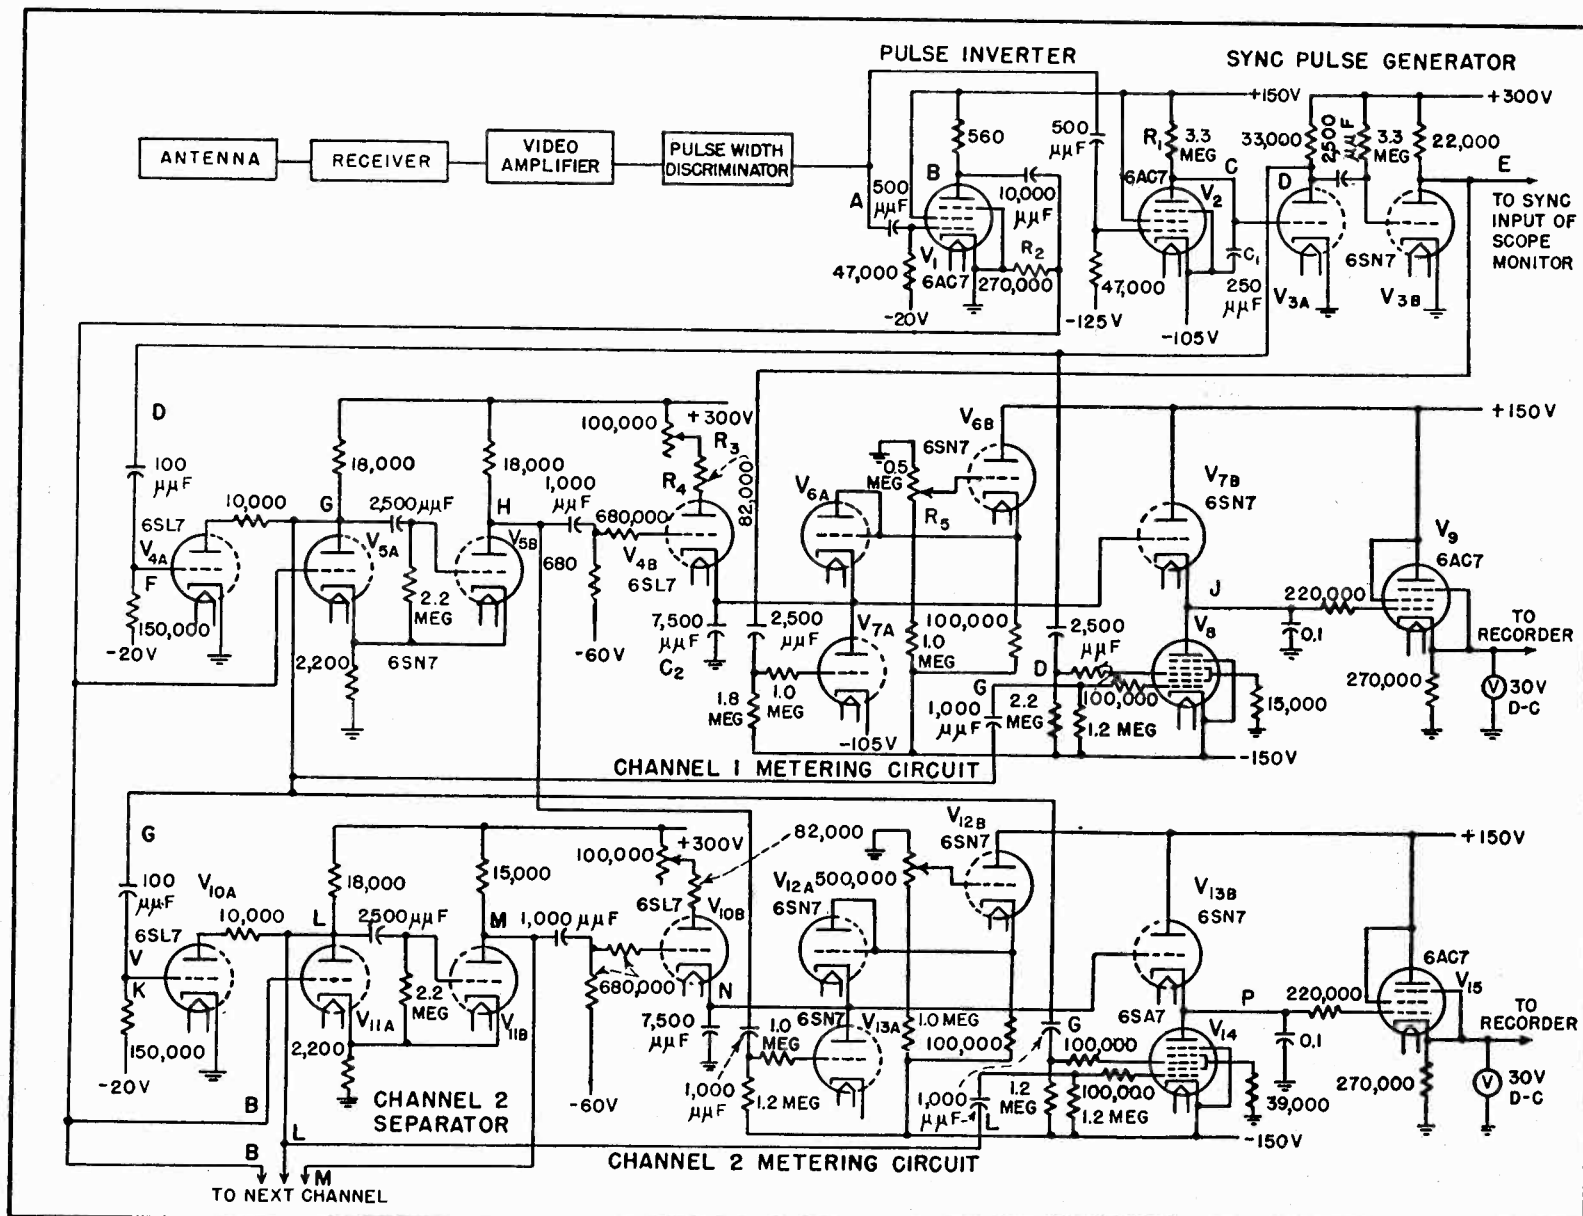 PULSE INVERTER
SYNC PULSE GENERATOR
ANTENNA
RECEIVER
VIDEO
AMPLIFIER
PULSE WIDTH
DISCRIMINATOR
+150V
+300V
560
500
μμF
R1
3.3
MEG
33,000
2,500
μμF
3.3
MEG
22,000
A
500
μμF
B
10,000
μμF
6AC7
V2
C
D
E
TO SYNC
INPUT OF
SCOPE
MONITOR
47,000
V1
6AC7
R2
270,000
47,000
C1
250
μμF
6SN7
V3A
V3B
-20V
-125V
-105V
D
100,000
+300V
R3
V6B
6SN7
+150V
100
μμF
18,000
18,000
1,000
μμF
R4
82,000
0.5
MEG
V7B
6SN7
10,000
G
2,500μμF
H
V6A
R5
V9
6AC7
6SL7
V4A
F
V5A
V5B
680,000
680
V4B
6SL7
J
220,000
TO
RECORDER
150,000
-20V
2.2
MEG
7,500
μμF
C2
2,500
μμF
V7A
100,000
1.0
MEG
2,500
μμF
V8
0.1
2,200
6SN7
-60V
D
G
100,000
15,000
270,000
V
30V
D-C
1.8
MEG
1.0
MEG
1,000
μμF
2.2
MEG
1.2 MEG
-105V
-150V
CHANNEL 1 METERING CIRCUIT
G
+300V
82,000
V12B
6SN7
+150V
100,000
100
μμF
V10A
18,000
15,000
V12A
6SN7
500,000
V13B
6SN7
10,000
L
2500μμF
M
1,000 μμF
6SL7
V10B
6SL7
6AC7
V15
V
K
V11A
2.2
MEG
V11B
680,000
N
6SN7
V13A
P
220,000
TO
RECORDER
150,000
-20V
2,200
7,500
μμF
1.0
MEG
1.0 MEG
100,000
G
6SA7
V14
0.1
100,000
270,000
V
30V
D-C
B
CHANNEL 2
SEPARATOR
-60V
1,000
μμF
1.2 MEG
1,000
μμF
L
1.2
MEG
100,000
1.2 MEG
39,000
-150V
B
L
M
CHANNEL 2 METERING CIRCUIT
TO NEXT CHANNEL